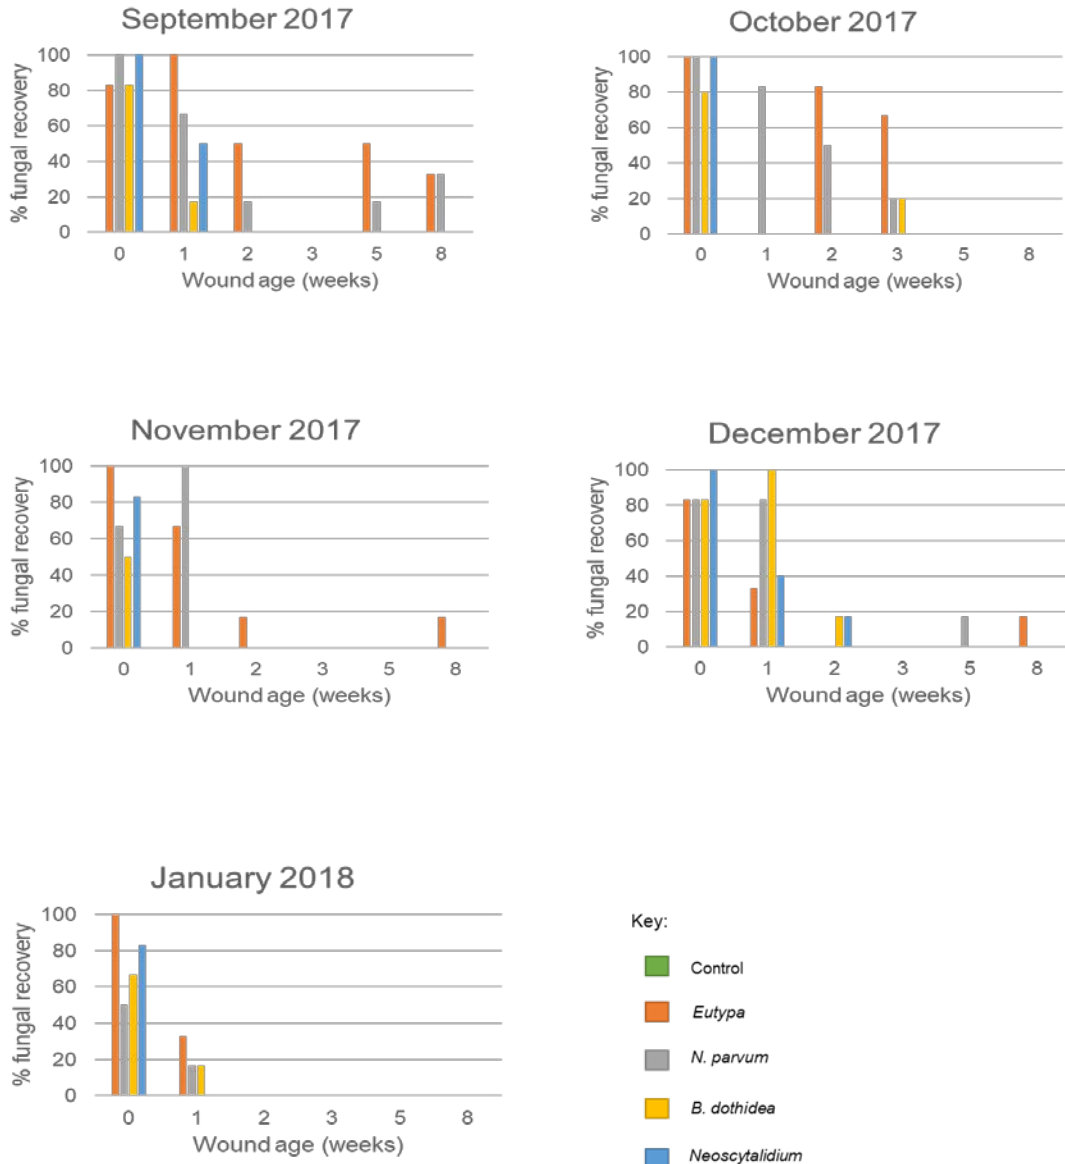 September 2017
% fungal recovery
100
80
60
40
20
0
0 1 2 3 5 8
Wound age (weeks)
October 2017
% fungal recovery
100
80
60
40
20
0
0 1 2 3 5 8
Wound age (weeks)
November 2017
% fungal recovery
100
80
60
40
20
0
0 1 2 3 5 8
Wound age (weeks)
December 2017
% fungal recovery
100
80
60
40
20
0
0 1 2 3 5 8
Wound age (weeks)
January 2018
% fungal recovery
100
80
60
40
20
0
0 1 2 3 5 8
Wound age (weeks)
Key:
Control
Eutypa
N. parvum
B. dothidea
Neoscytalidium